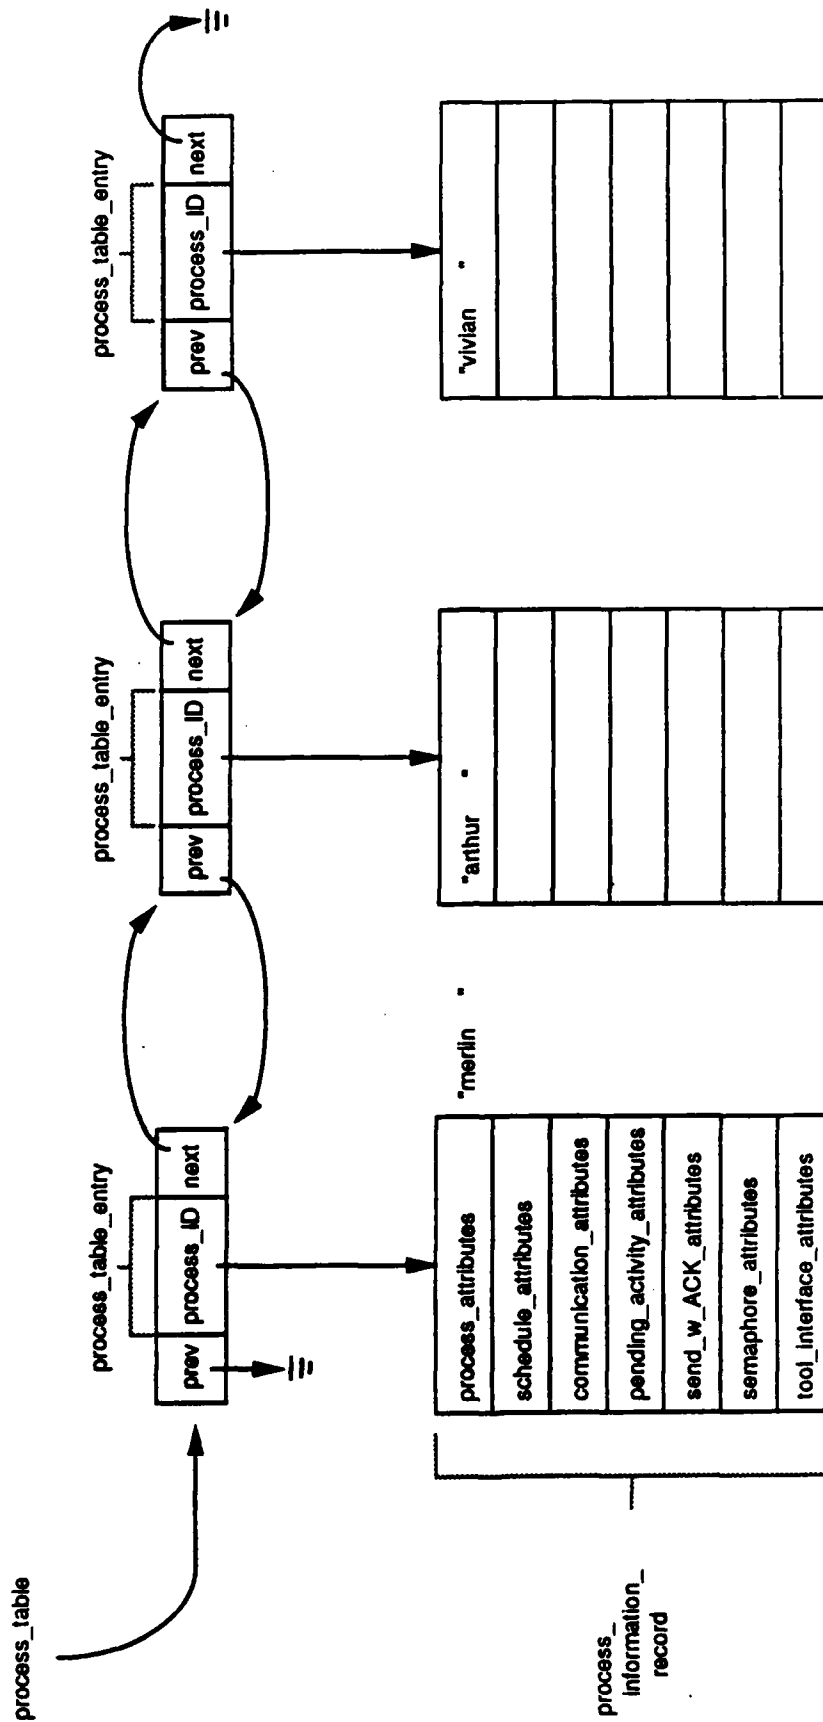 process_table
process_table_entry
prev process_ID next
process_table_entry
prev process_ID next
process_table_entry
prev process_ID next
process_
information_
record
process_attributes
schedule_attributes
communication_attributes
pending_activity_attributes
send_w_ACK_attributes
semaphore_attributes
tool_interface_attributes
"merlin "
"arthur "
"vivian "